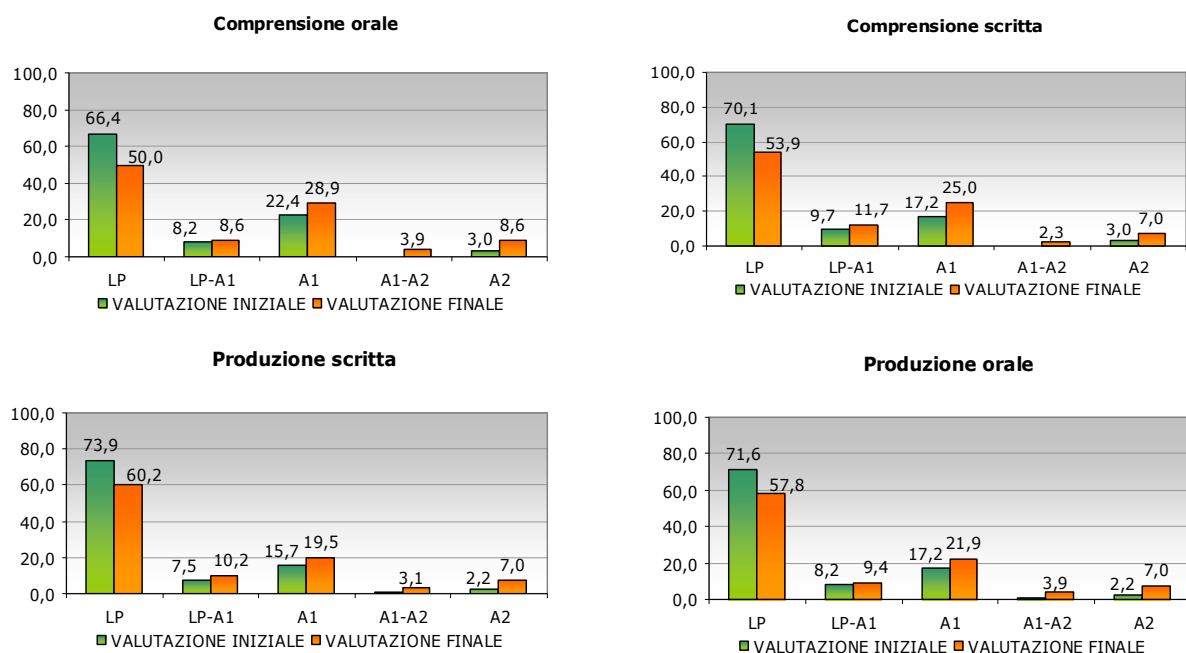 Comprensione orale
100,0
80,0
60,0
40,0
20,0
0,0
66,4
50,0
8,2
8,6
22,4
28,9
3,9
3,0
8,6
LP
LP-A1
A1
A1-A2
A2
VALUTAZIONE INIZIALE
VALUTAZIONE FINALE
Comprensione scritta
100,0
80,0
60,0
40,0
20,0
0,0
70,1
53,9
9,7
11,7
17,2
25,0
2,3
3,0
7,0
LP
LP-A1
A1
A1-A2
A2
VALUTAZIONE INIZIALE
VALUTAZIONE FINALE
Produzione scritta
100,0
80,0
60,0
40,0
20,0
0,0
73,9
60,2
7,5
10,2
15,7
19,5
3,1
2,2
7,0
LP
LP-A1
A1
A1-A2
A2
VALUTAZIONE INIZIALE
VALUTAZIONE FINALE
Produzione orale
100,0
80,0
60,0
40,0
20,0
0,0
71,6
57,8
8,2
9,4
17,2
21,9
3,9
2,2
7,0
LP
LP-A1
A1
A1-A2
A2
VALUTAZIONE INIZIALE
VALUTAZIONE FINALE